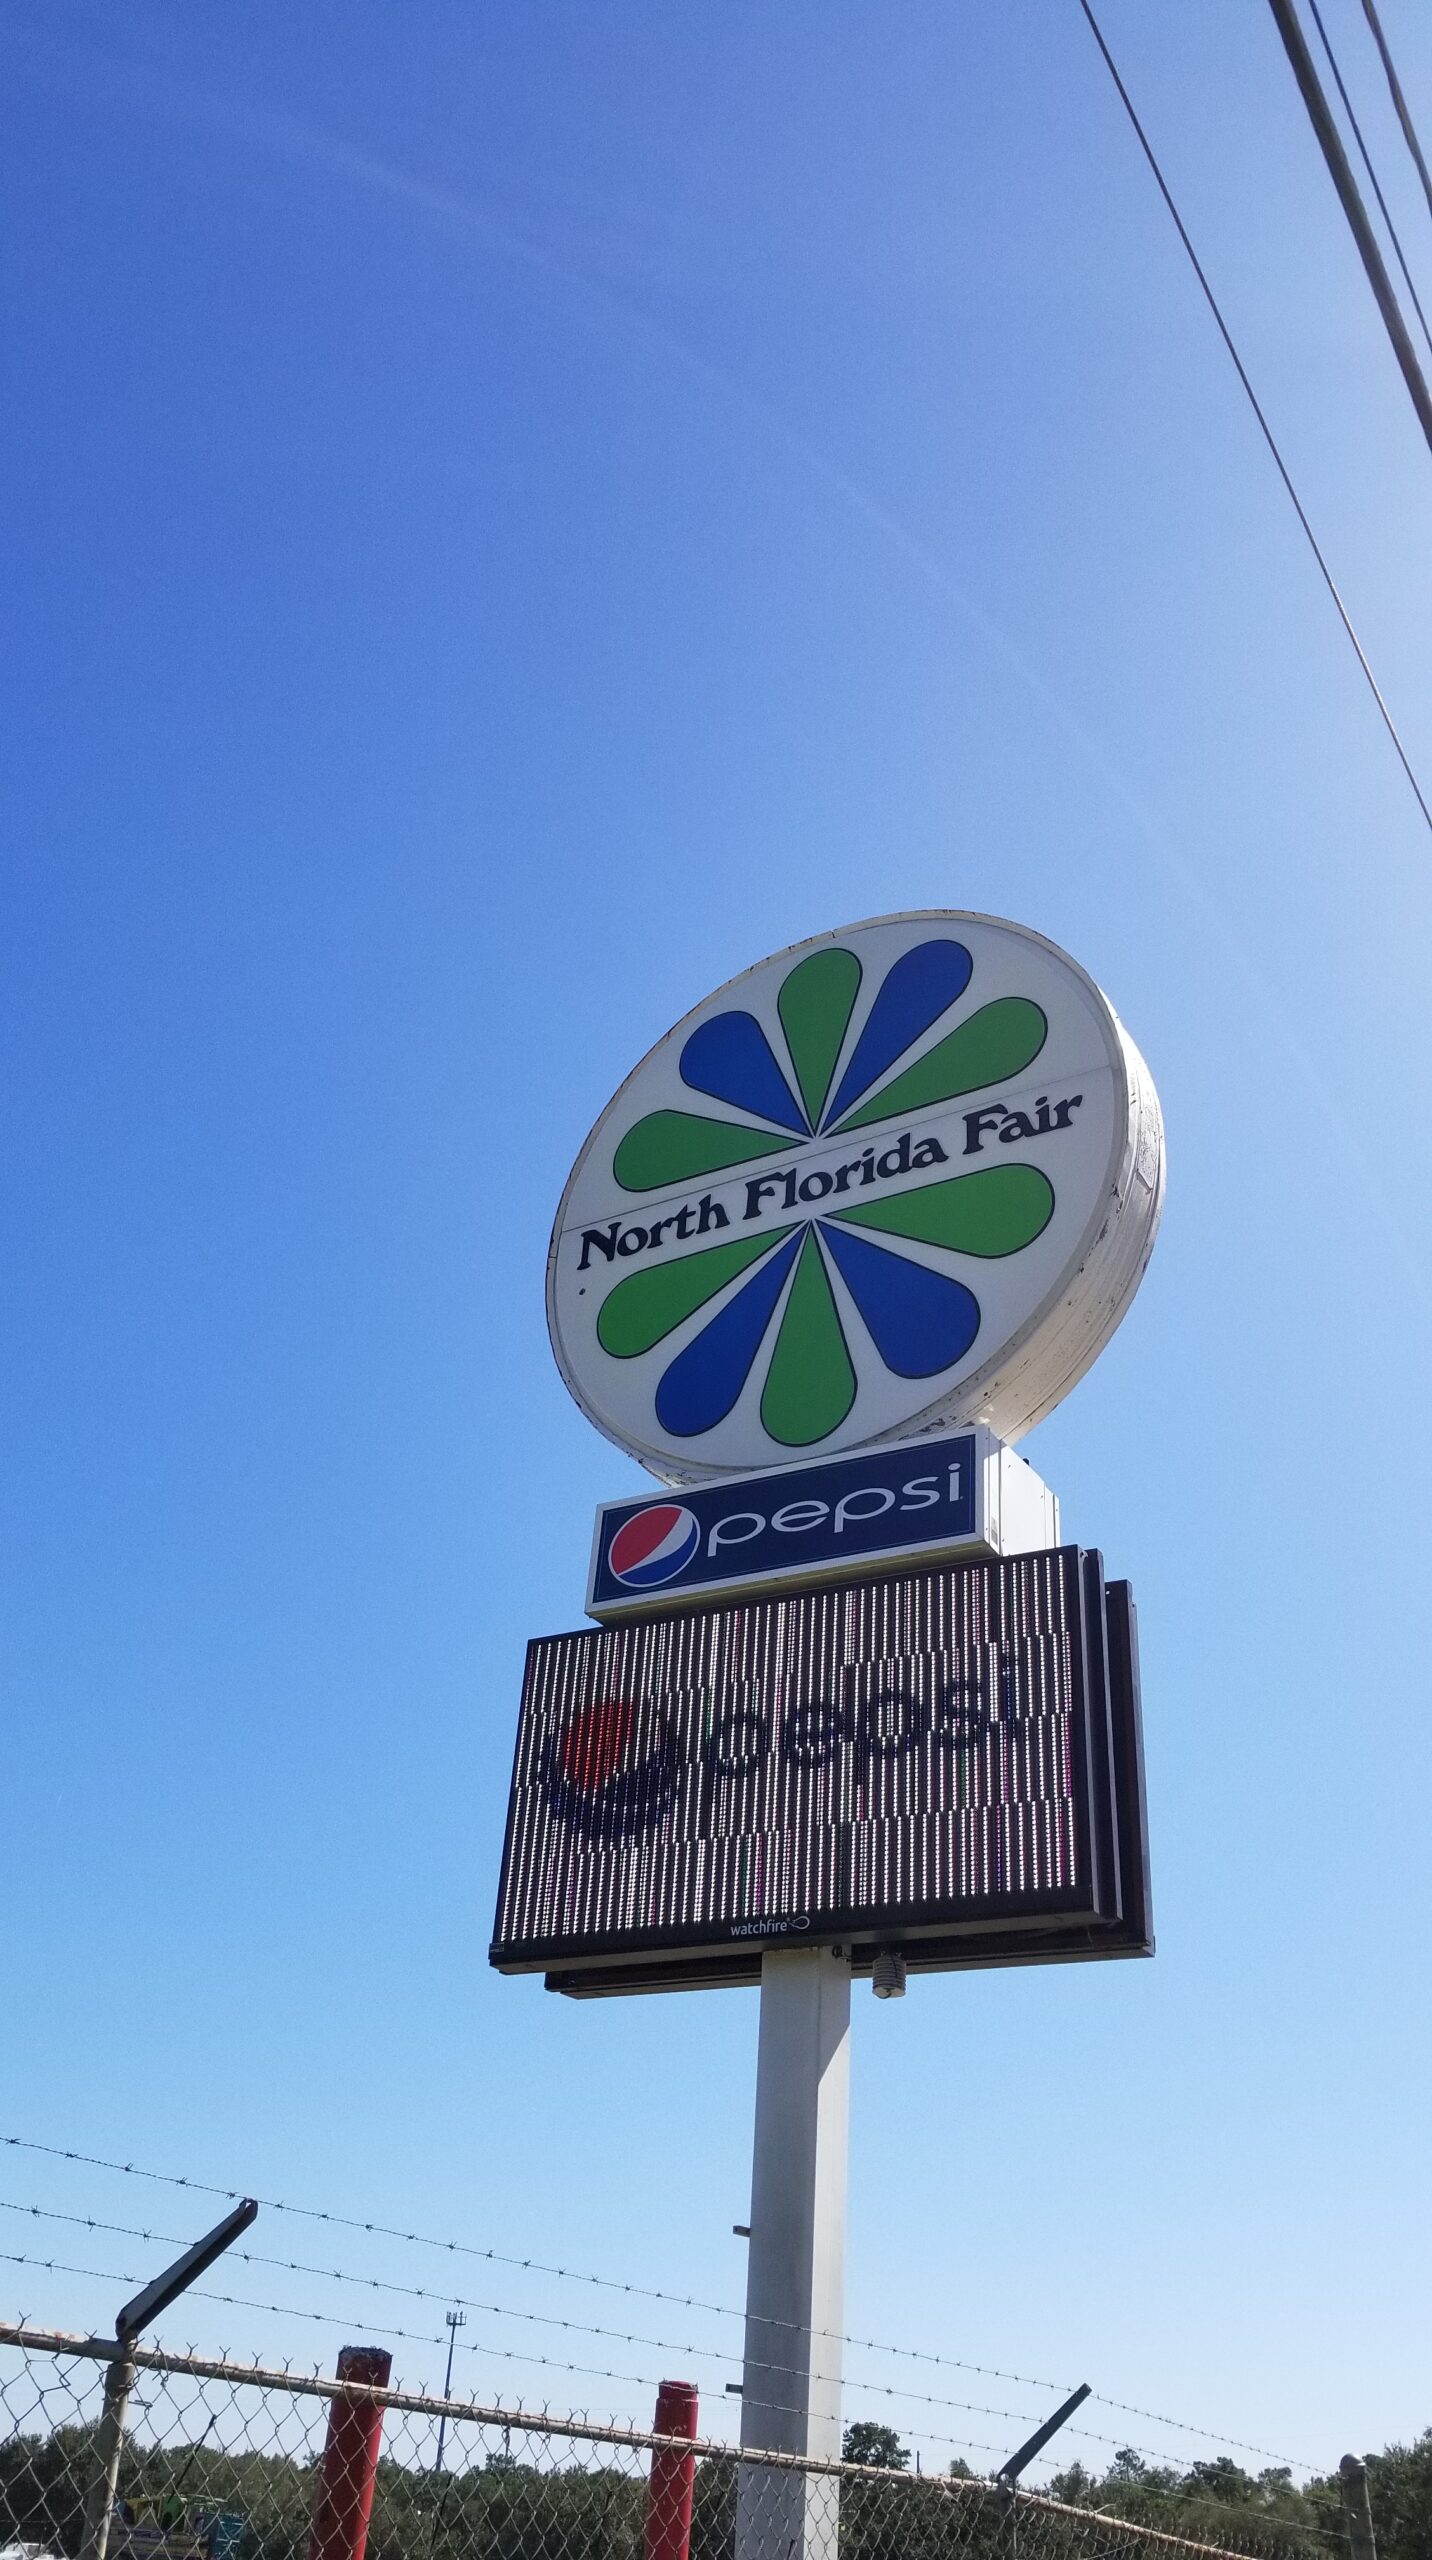 North Florida Fair
pepsi
pepsi
watchfire